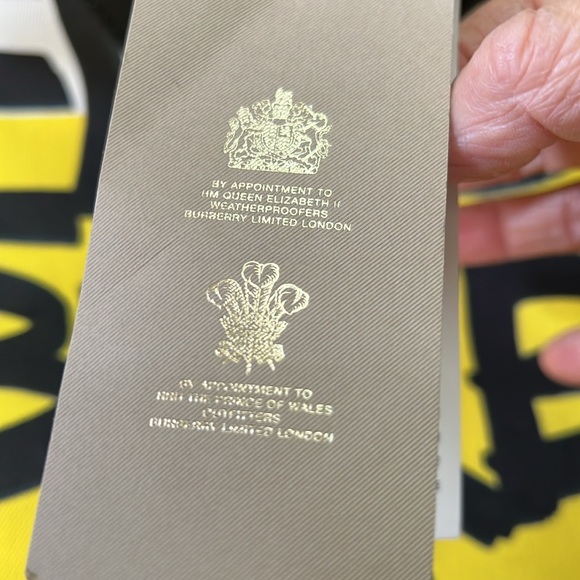 BY APPOINTMENT TO
HM QUEEN ELIZABETH II
WEATHERPROOFERS
BURBERRY LIMITED LONDON
BY APPOINTMENT TO
HRH THE PRINCE OF WALES
OUTFITTERS
BURBERRY LIMITED LONDON